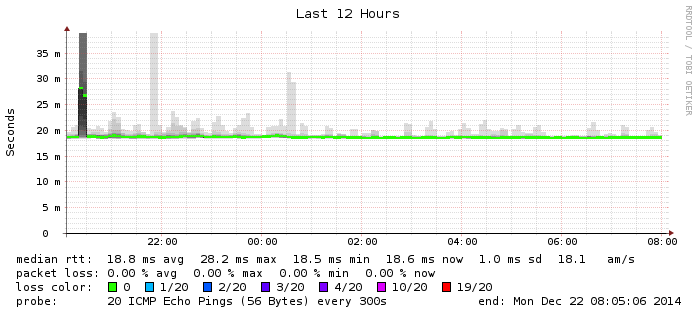 Last 12 Hours
RRDTOOL / TOBI OETIKER
Seconds
35 m
30 m
25 m
20 m
15 m
10 m
5 m
0
22:00 00:00 02:00 04:00 06:00 08:00
median rtt: 18.8 ms avg 28.2 ms max 18.5 ms min 18.6 ms now 1.0 ms sd 18.1 am/s
packet loss: 0.00 % avg 0.00 % max 0.00 % min 0.00 % now
loss color: 0 1/20 2/20 3/20 4/20 10/20 19/20
probe: 20 ICMP Echo Pings (56 Bytes) every 300s end: Mon Dec 22 08:05:06 2014